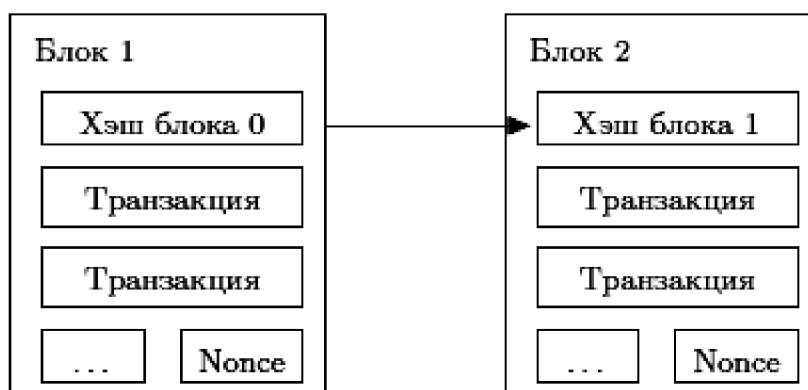 Блок 1
Хэш блока 0
Транзакция
Транзакция
...
Nonce
Блок 2
Хэш блока 1
Транзакция
Транзакция
...
Nonce